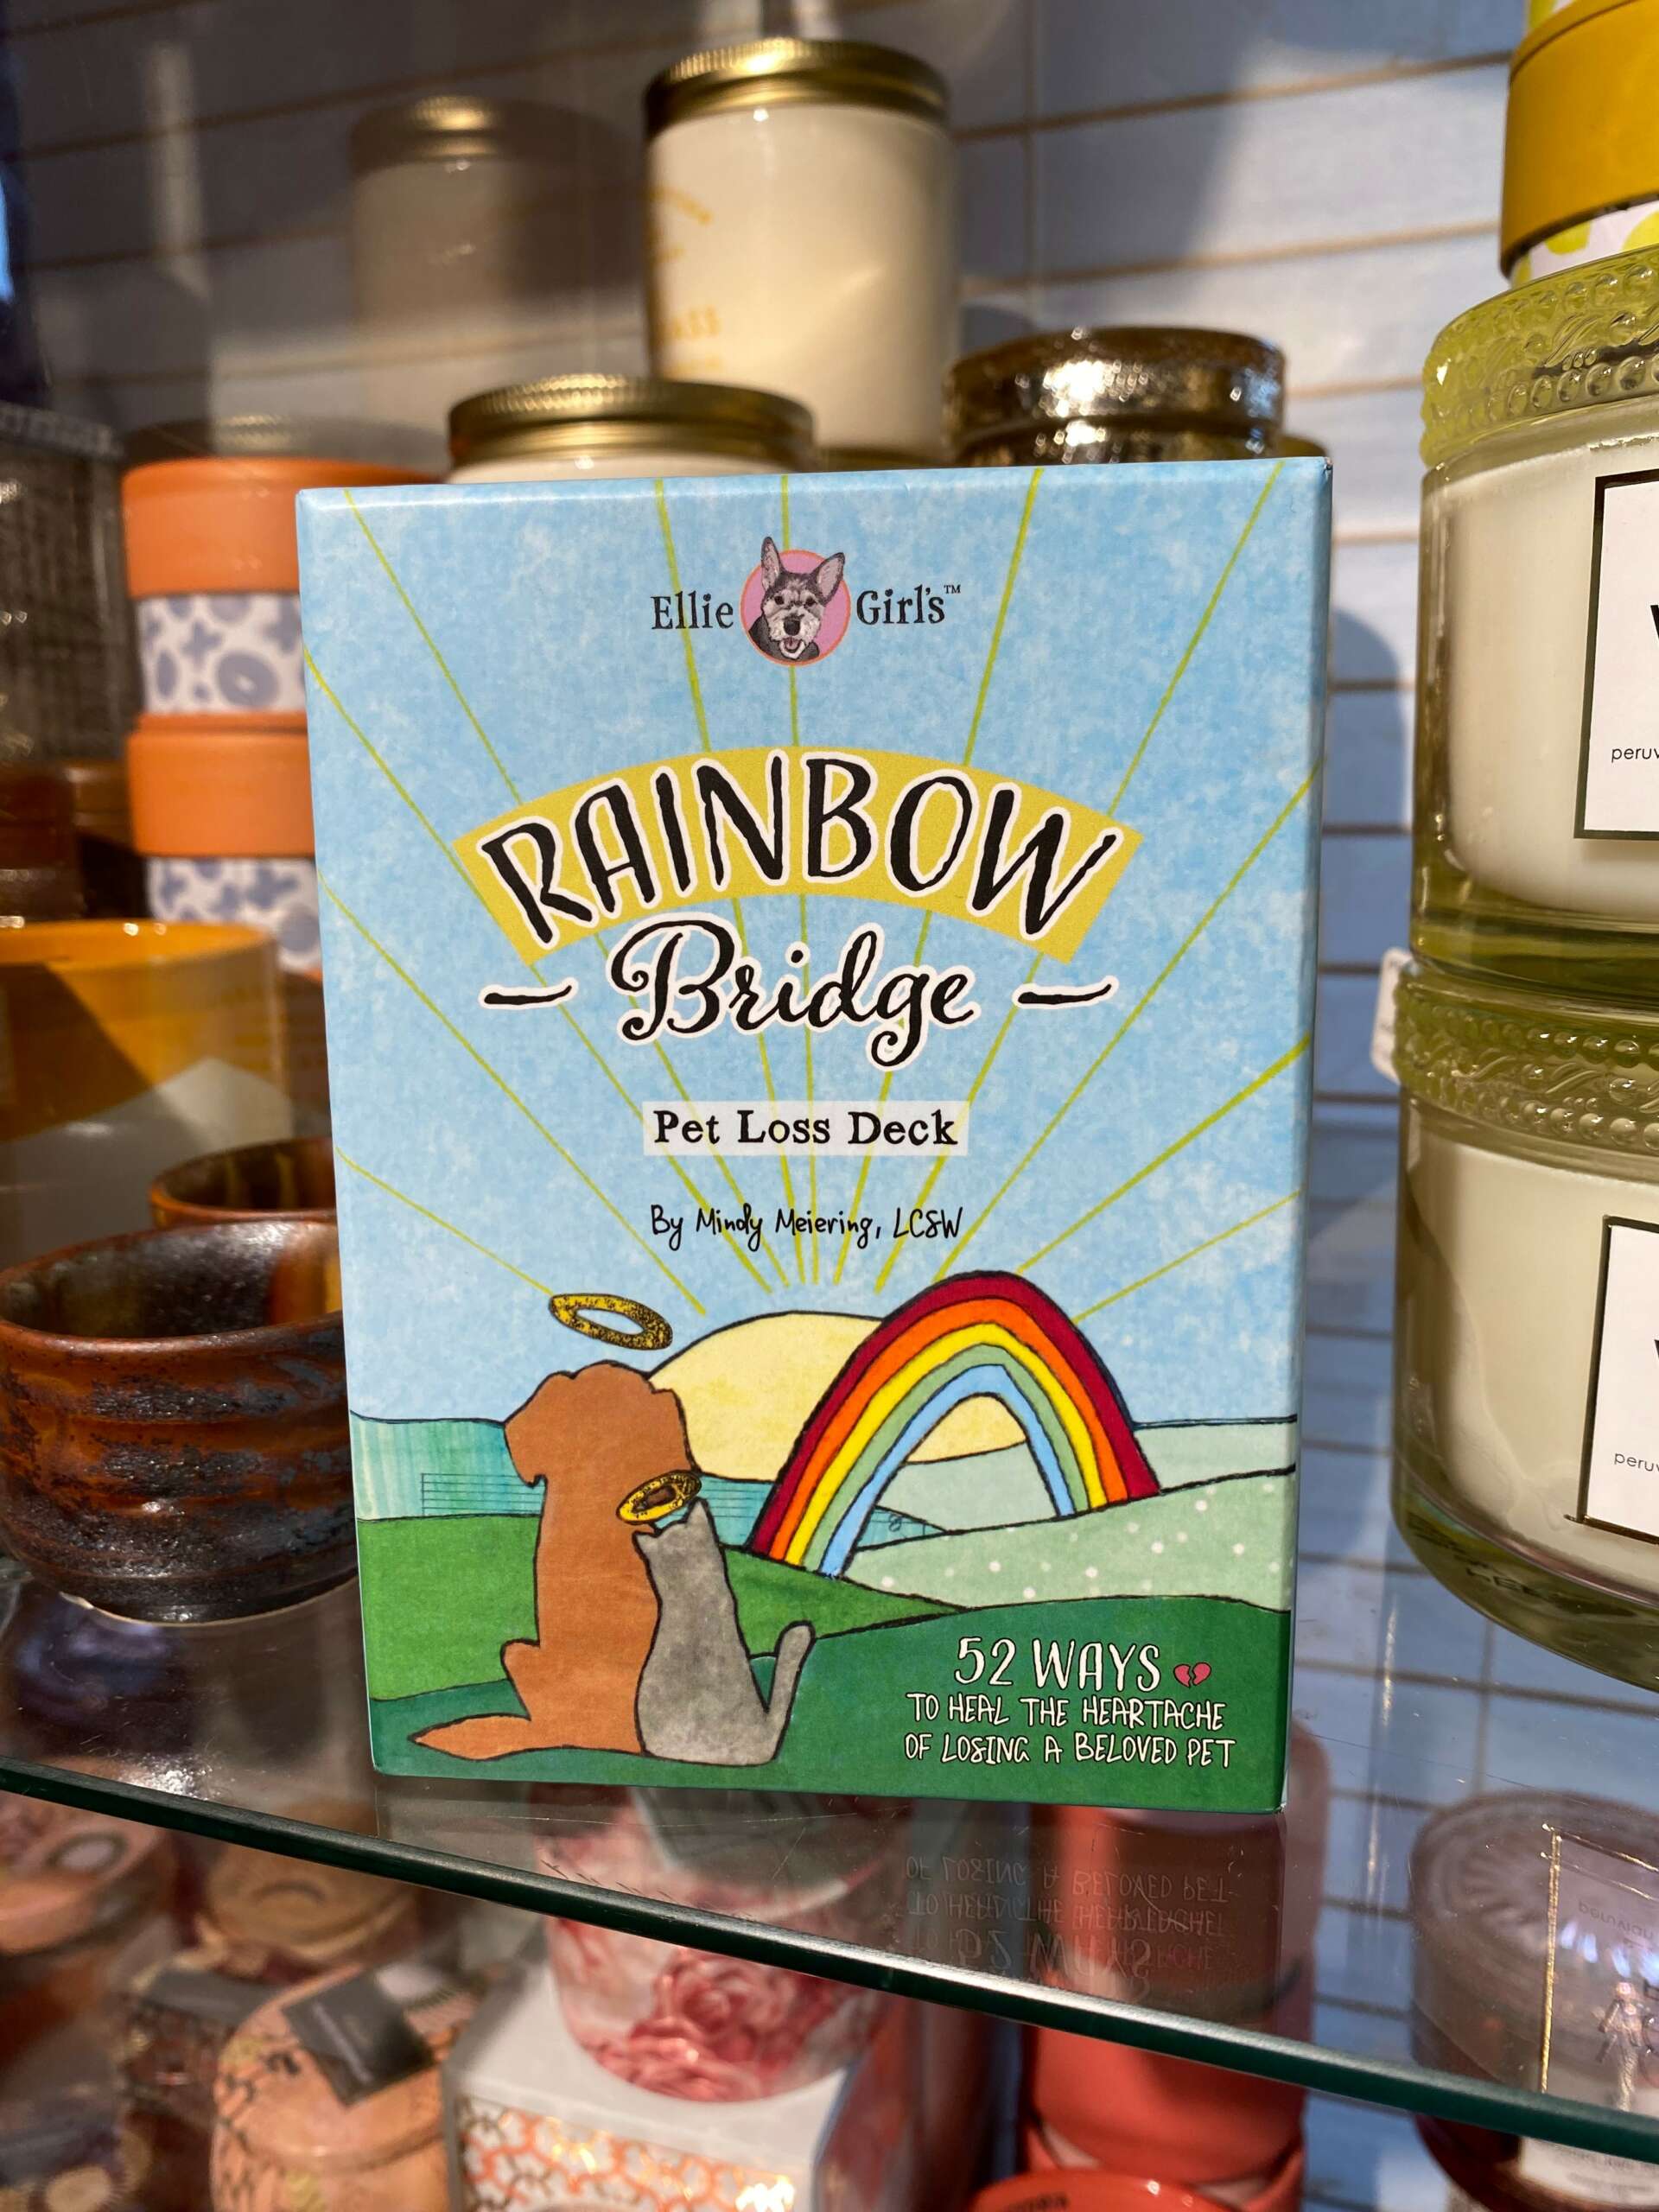 Ellie Girl's™
RAINBOW
Bridge
Pet Loss Deck
By Mindy Meiering, LCSW
52 WAYS
TO HEAL THE HEARTACHE
OF LOSING A BELOVED PET